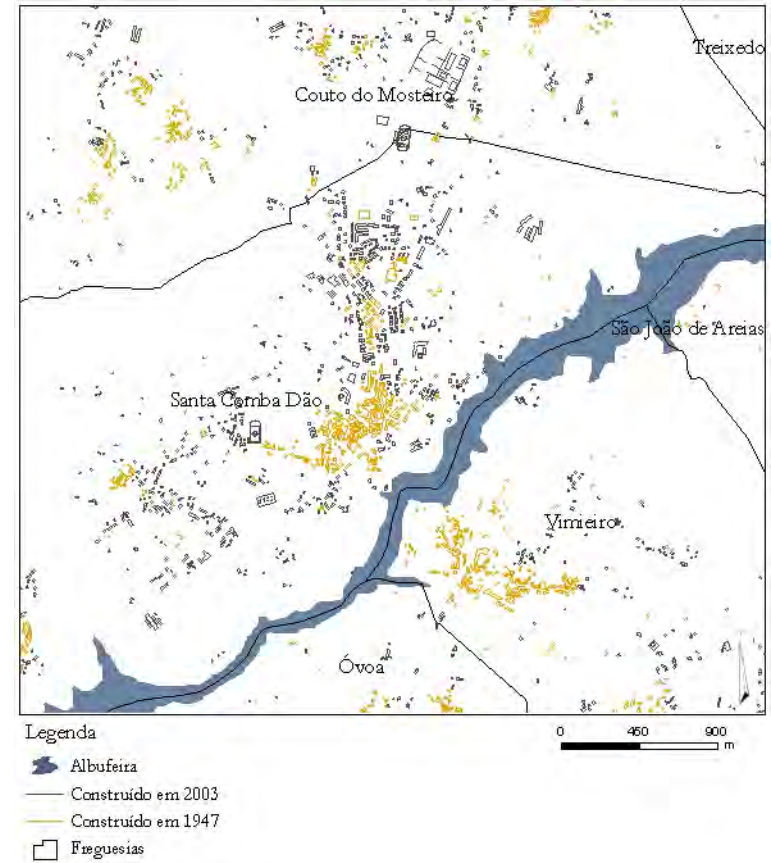 Treixedo
Couto do Mosteiro
São João de Areias
Santa Comba Dão
Vimieiro
Óvoa
Legenda
Albufeira
Construído em 2003
Construído em 1947
Freguesias
0 450 900
m